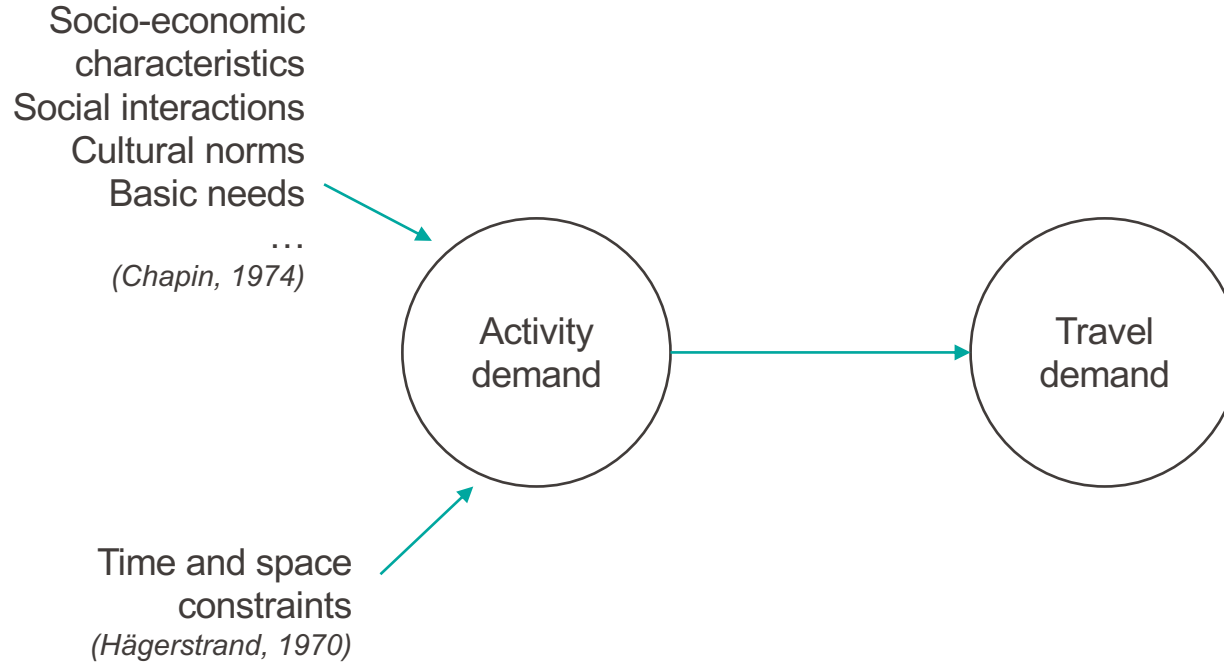 Socio-economic
characteristics
Social interactions
Cultural norms
Basic needs
…
(Chapin, 1974)
Activity
demand
Travel
demand
Time and space
constraints
(Hägerstrand, 1970)